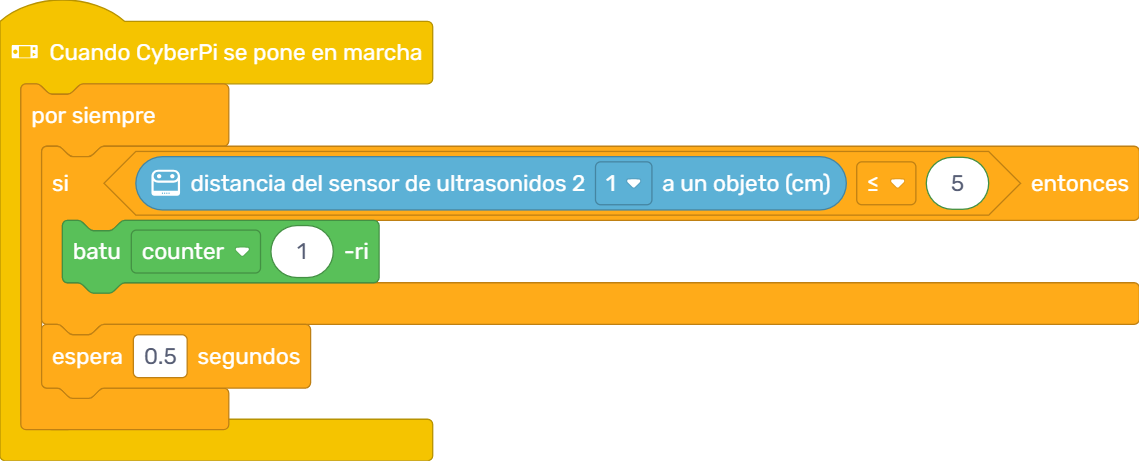 Cuando CyberPi se pone en marcha
por siempre
si distancia del sensor de ultrasonidos 2 1 a un objeto (cm) ≤ 5 entonces
batu counter 1 -ri
espera 0.5 segundos